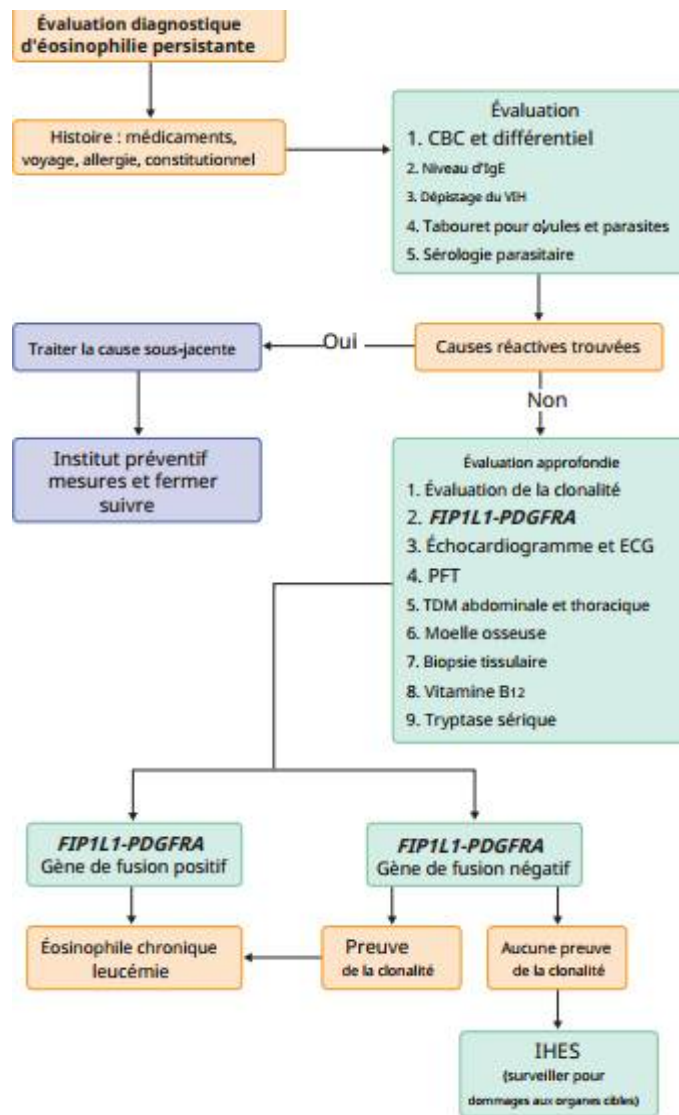 Évaluation diagnostique
d'éosinophilie persistante
Histoire : médicaments,
voyage, allergie, constitutionnel
Évaluation
1. CBC et différentiel
2. Niveau d'IgE
3. Dépistage du VIH
4. Tabouret pour ovules et parasites
5. Sérologie parasitaire
Causes réactives trouvées
Oui
Traiter la cause sous-jacente
Institut préventif
mesures et fermer
suivre
Non
Évaluation approfondie
1. Évaluation de la clonalité
2. FIP1L1-PDGFRA
3. Échocardiogramme et ECG
4. PFT
5. TDM abdominale et thoracique
6. Moelle osseuse
7. Biopsie tissulaire
8. Vitamine B12
9. Tryptase sérique
FIP1L1-PDGFRA
Gène de fusion positif
FIP1L1-PDGFRA
Gène de fusion négatif
Éosinophile chronique
leucémie
Preuve
de la clonalité
Aucune preuve
de la clonalité
IHES
(surveiller pour
dommages aux organes cibles)